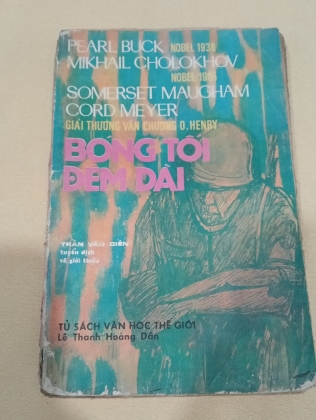 PEARL BUCK NOBEL 1938
MIKHAIL CHOLOKHOV
NOBEL 1965
SOMERSET MAUGHAM
CORD MEYER
GIẢI THƯỞNG VĂN CHƯƠNG O. HENRY
BÓNG TỐI
ĐÊM DÀI
TRẦN VĂN ĐIỀN
tuyển dịch
và giới thiệu
TỦ SÁCH VĂN HỌC THẾ GIỚI
Lê Thanh Hoàng Dân